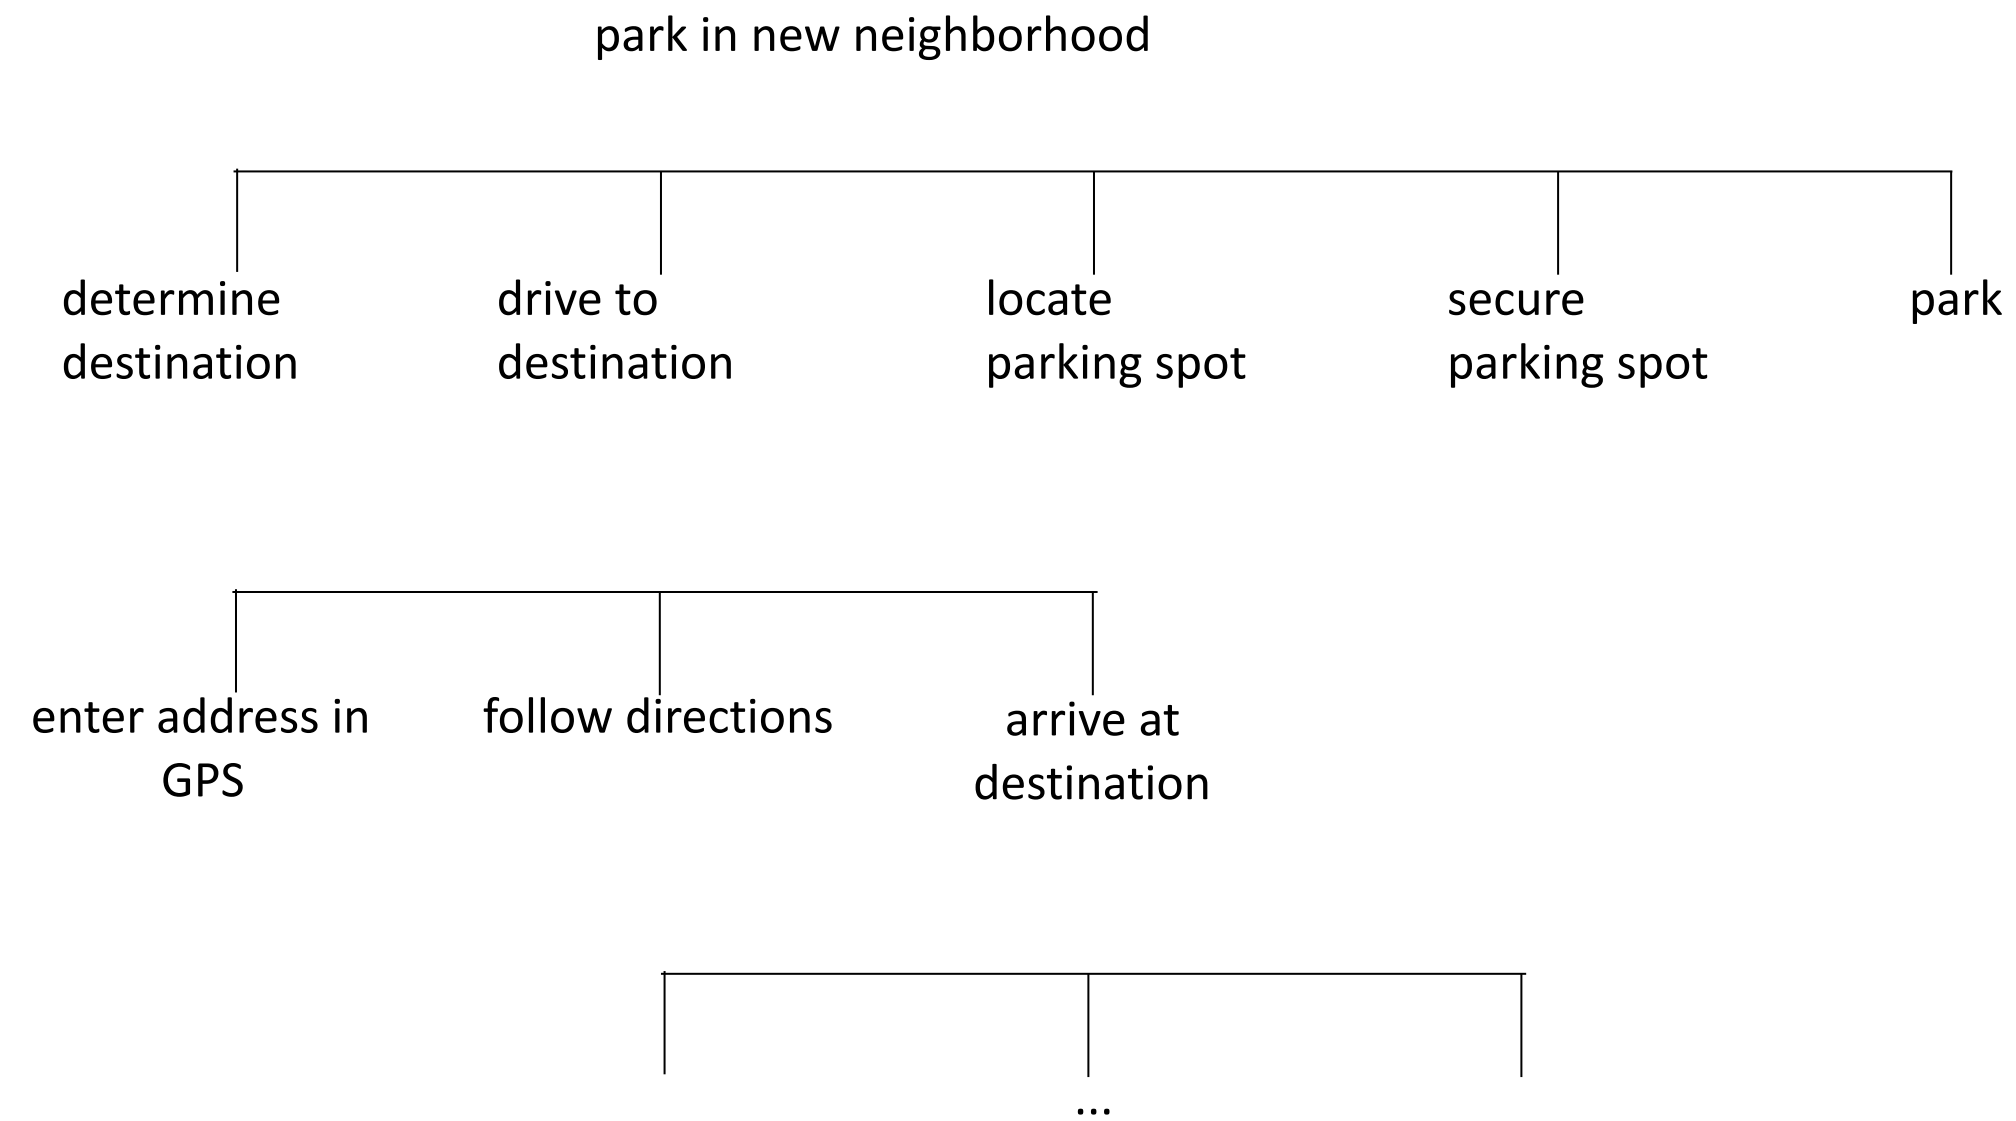 park in new neighborhood
determine
destination
drive to
destination
locate
parking spot
secure
parking spot
park
enter address in
GPS
follow directions
arrive at
destination
...